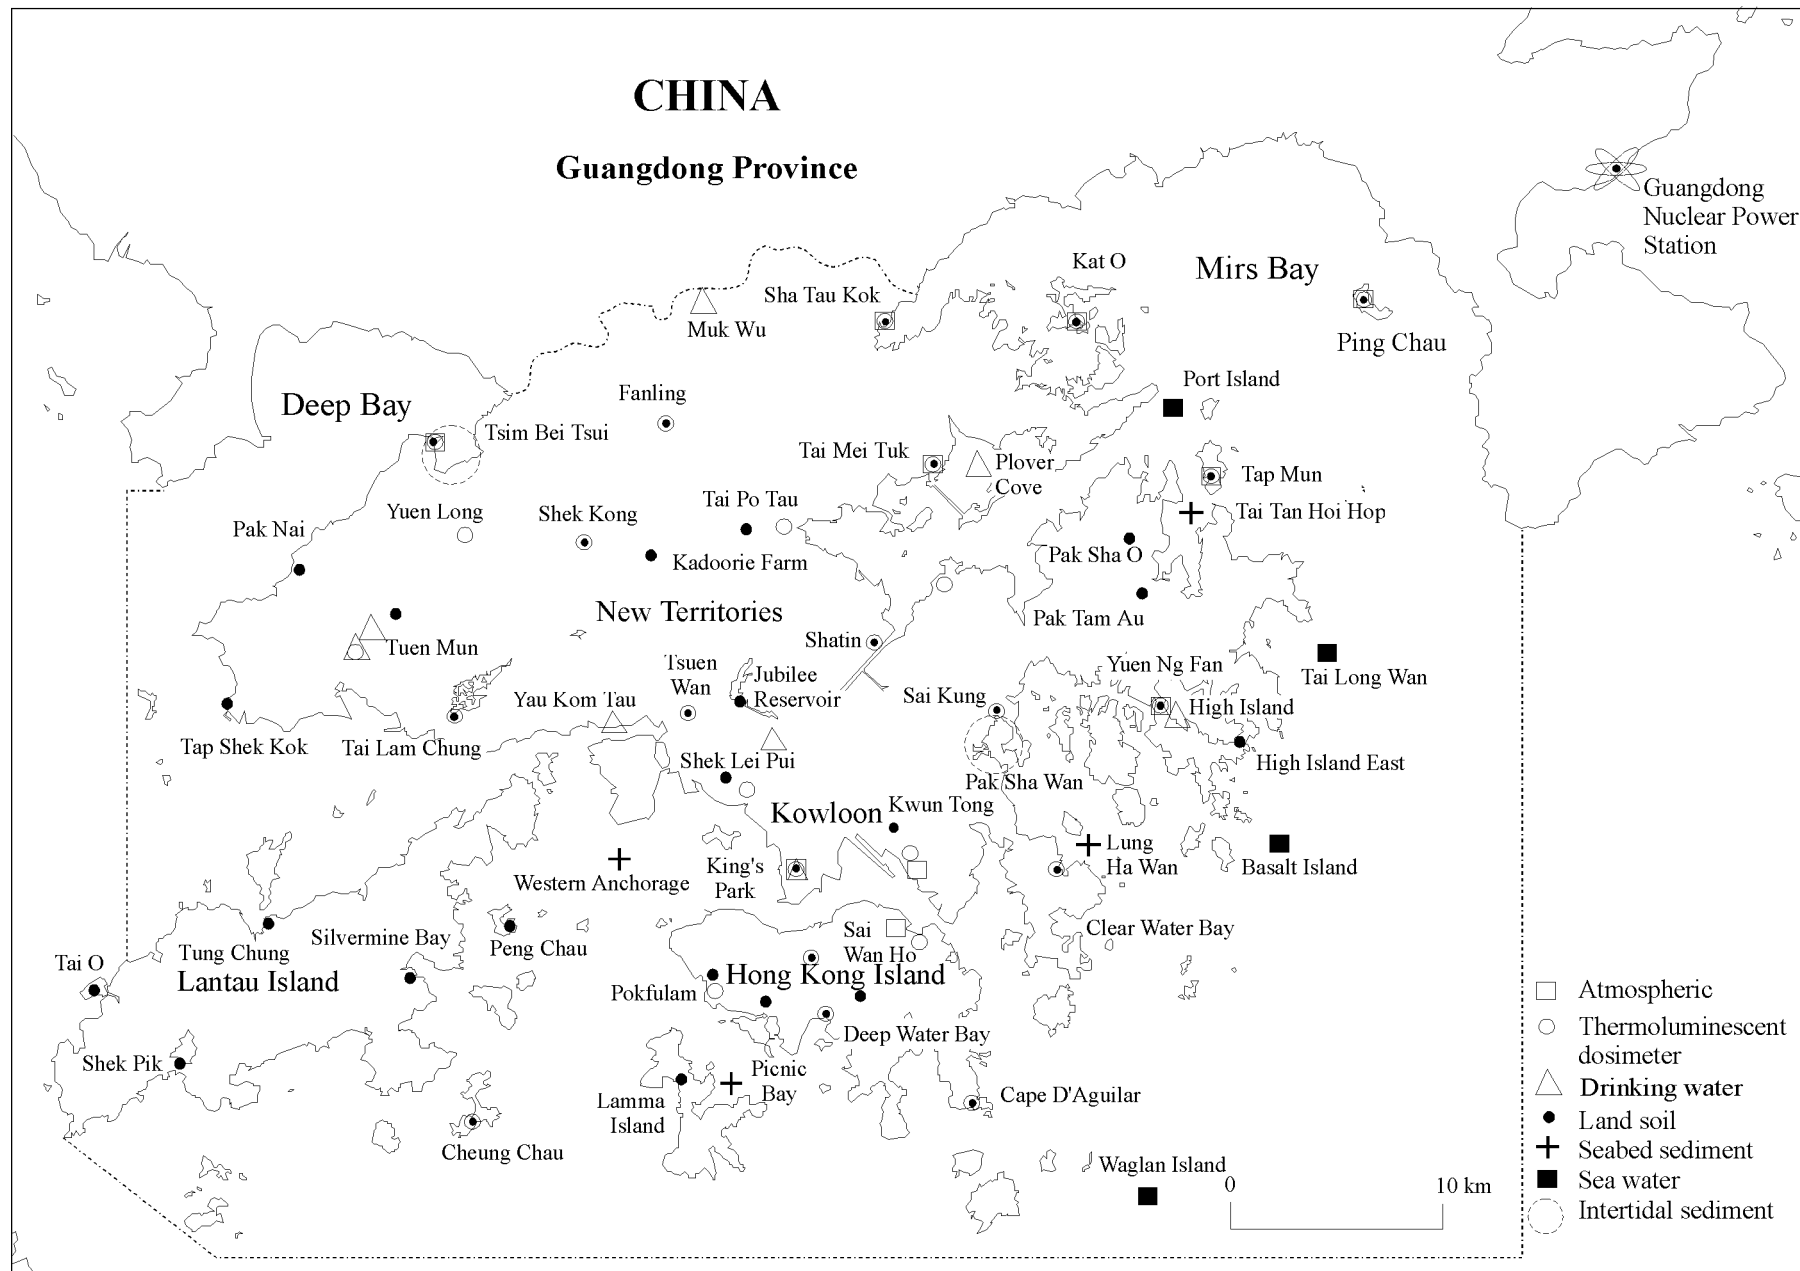 CHINA
Guangdong Province
Guangdong
Nuclear Power
Station
Kat O
Mirs Bay
Sha Tau Kok
Muk Wu
Ping Chau
Port Island
Fanling
Deep Bay
Tsim Bei Tsui
Tai Mei Tuk
Plover
Cove
Tap Mun
Yuen Long
Shek Kong
Tai Po Tau
Tai Tan Hoi Hop
Pak Nai
Kadoorie Farm
Pak Sha O
New Territories
Pak Tam Au
Tuen Mun
Shatin
Tsuen
Wan
Jubilee
Reservoir
Yuen Ng Fan
Tai Long Wan
Yau Kom Tau
Sai Kung
High Island
Tap Shek Kok
Tai Lam Chung
Shek Lei Pui
High Island East
Pak Sha Wan
Kowloon
Kwun Tong
Lung
Ha Wan
King's
Park
Basalt Island
Western Anchorage
Clear Water Bay
Sai
Wan Ho
Silvermine Bay
Peng Chau
Tung Chung
Tai O
Lantau Island
Hong Kong Island
Pokfulam
Deep Water Bay
Shek Pik
Picnic
Bay
Lamma
Island
Cape D'Aguilar
Cheung Chau
Waglan Island
0
10 km
Atmospheric
Thermoluminescent
dosimeter
Drinking water
Land soil
Seabed sediment
Sea water
Intertidal sediment